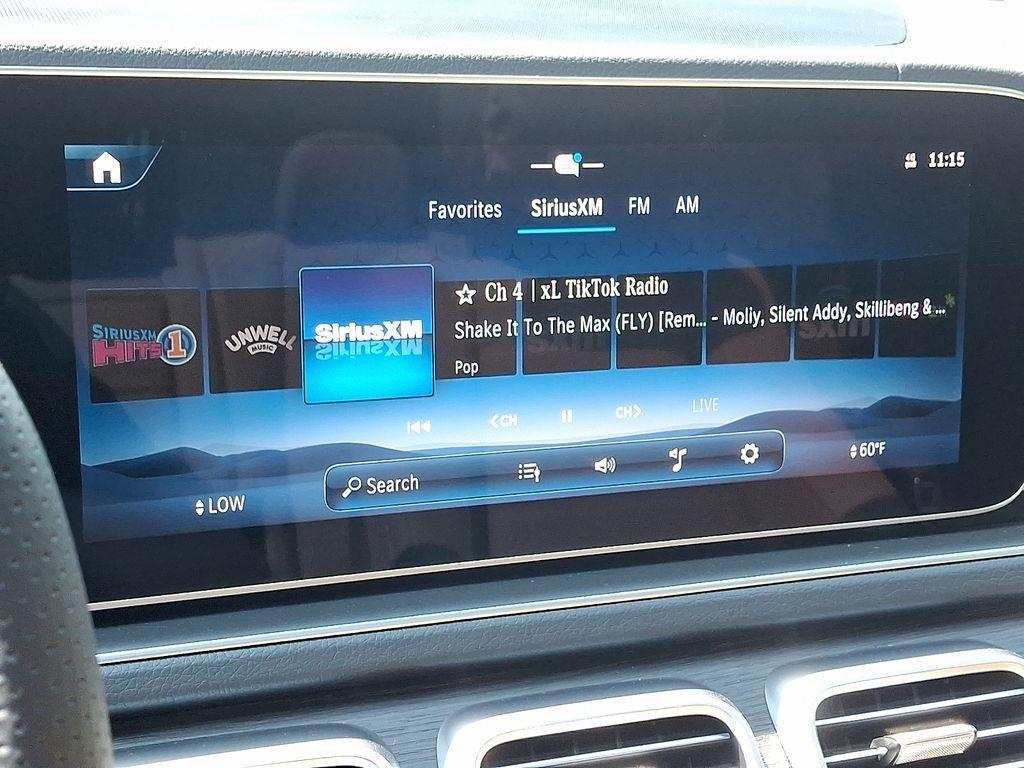 11:15
Favorites SiriusXM FM AM
SIRIUSXM
HITS 1
UNWELL
MUSIC
SiriusXM
Ch 4 | xL TikTok Radio
Shake It To The Max (FLY) [Rem... - Moliy, Silent Addy, Skillibeng &...
Pop
<CH CH> LIVE
Search
LOW
60°F